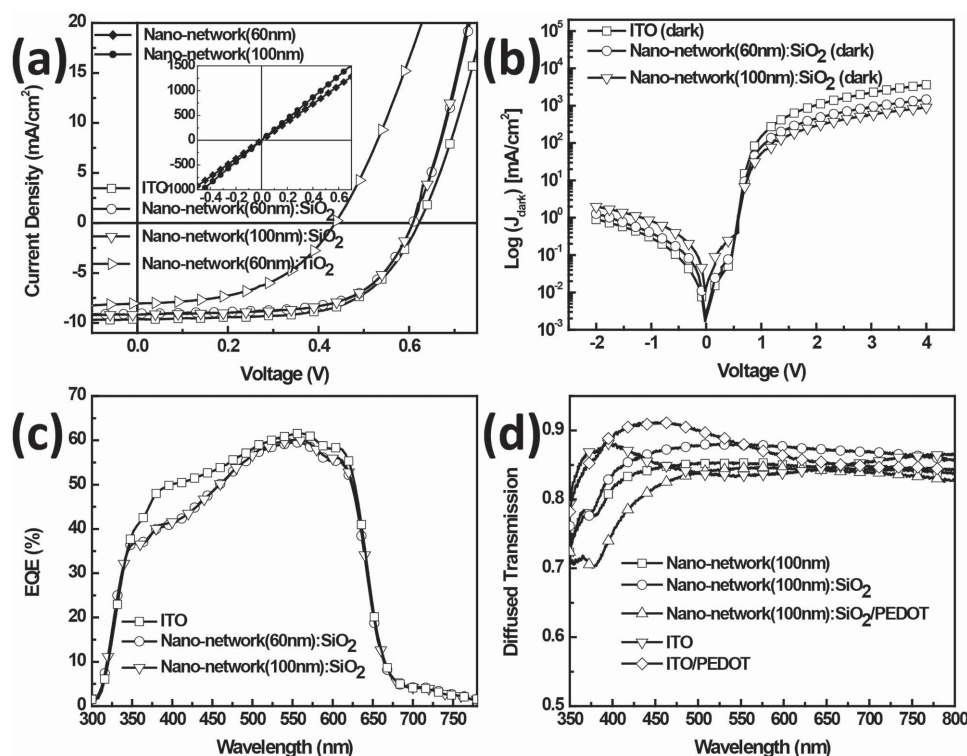 (a)
Nano-network(60nm)
Nano-network(100nm)
ITO
Nano-network(60nm):SiO2
Nano-network(100nm):SiO2
Nano-network(60nm):TiO2
Current Density (mA/cm2)
20
15
10
5
0
-5
-10
0.0 0.2 0.4 0.6
Voltage (V)
1500
1000
500
0
-500
1000
-0.4 -0.2 0.0 0.2 0.4 0.6
(b)
ITO (dark)
Nano-network(60nm):SiO2 (dark)
Nano-network(100nm):SiO2 (dark)
Log (Jdark) [mA/cm2]
10^5
10^4
10^3
10^2
10^1
10^0
10^-1
10^-2
10^-3
-2 -1 0 1 2 3 4
Voltage (V)
(c)
EQE (%)
70
60
50
40
30
20
10
0
ITO
Nano-network(60nm):SiO2
Nano-network(100nm):SiO2
300 350 400 450 500 550 600 650 700 750
Wavelength (nm)
(d)
Diffused Transmission
0.9
0.8
0.7
0.6
0.5
Nano-network(100nm)
Nano-network(100nm):SiO2
Nano-network(100nm):SiO2/PEDOT
ITO
ITO/PEDOT
350 400 450 500 550 600 650 700 750 800
Wavelength (nm)